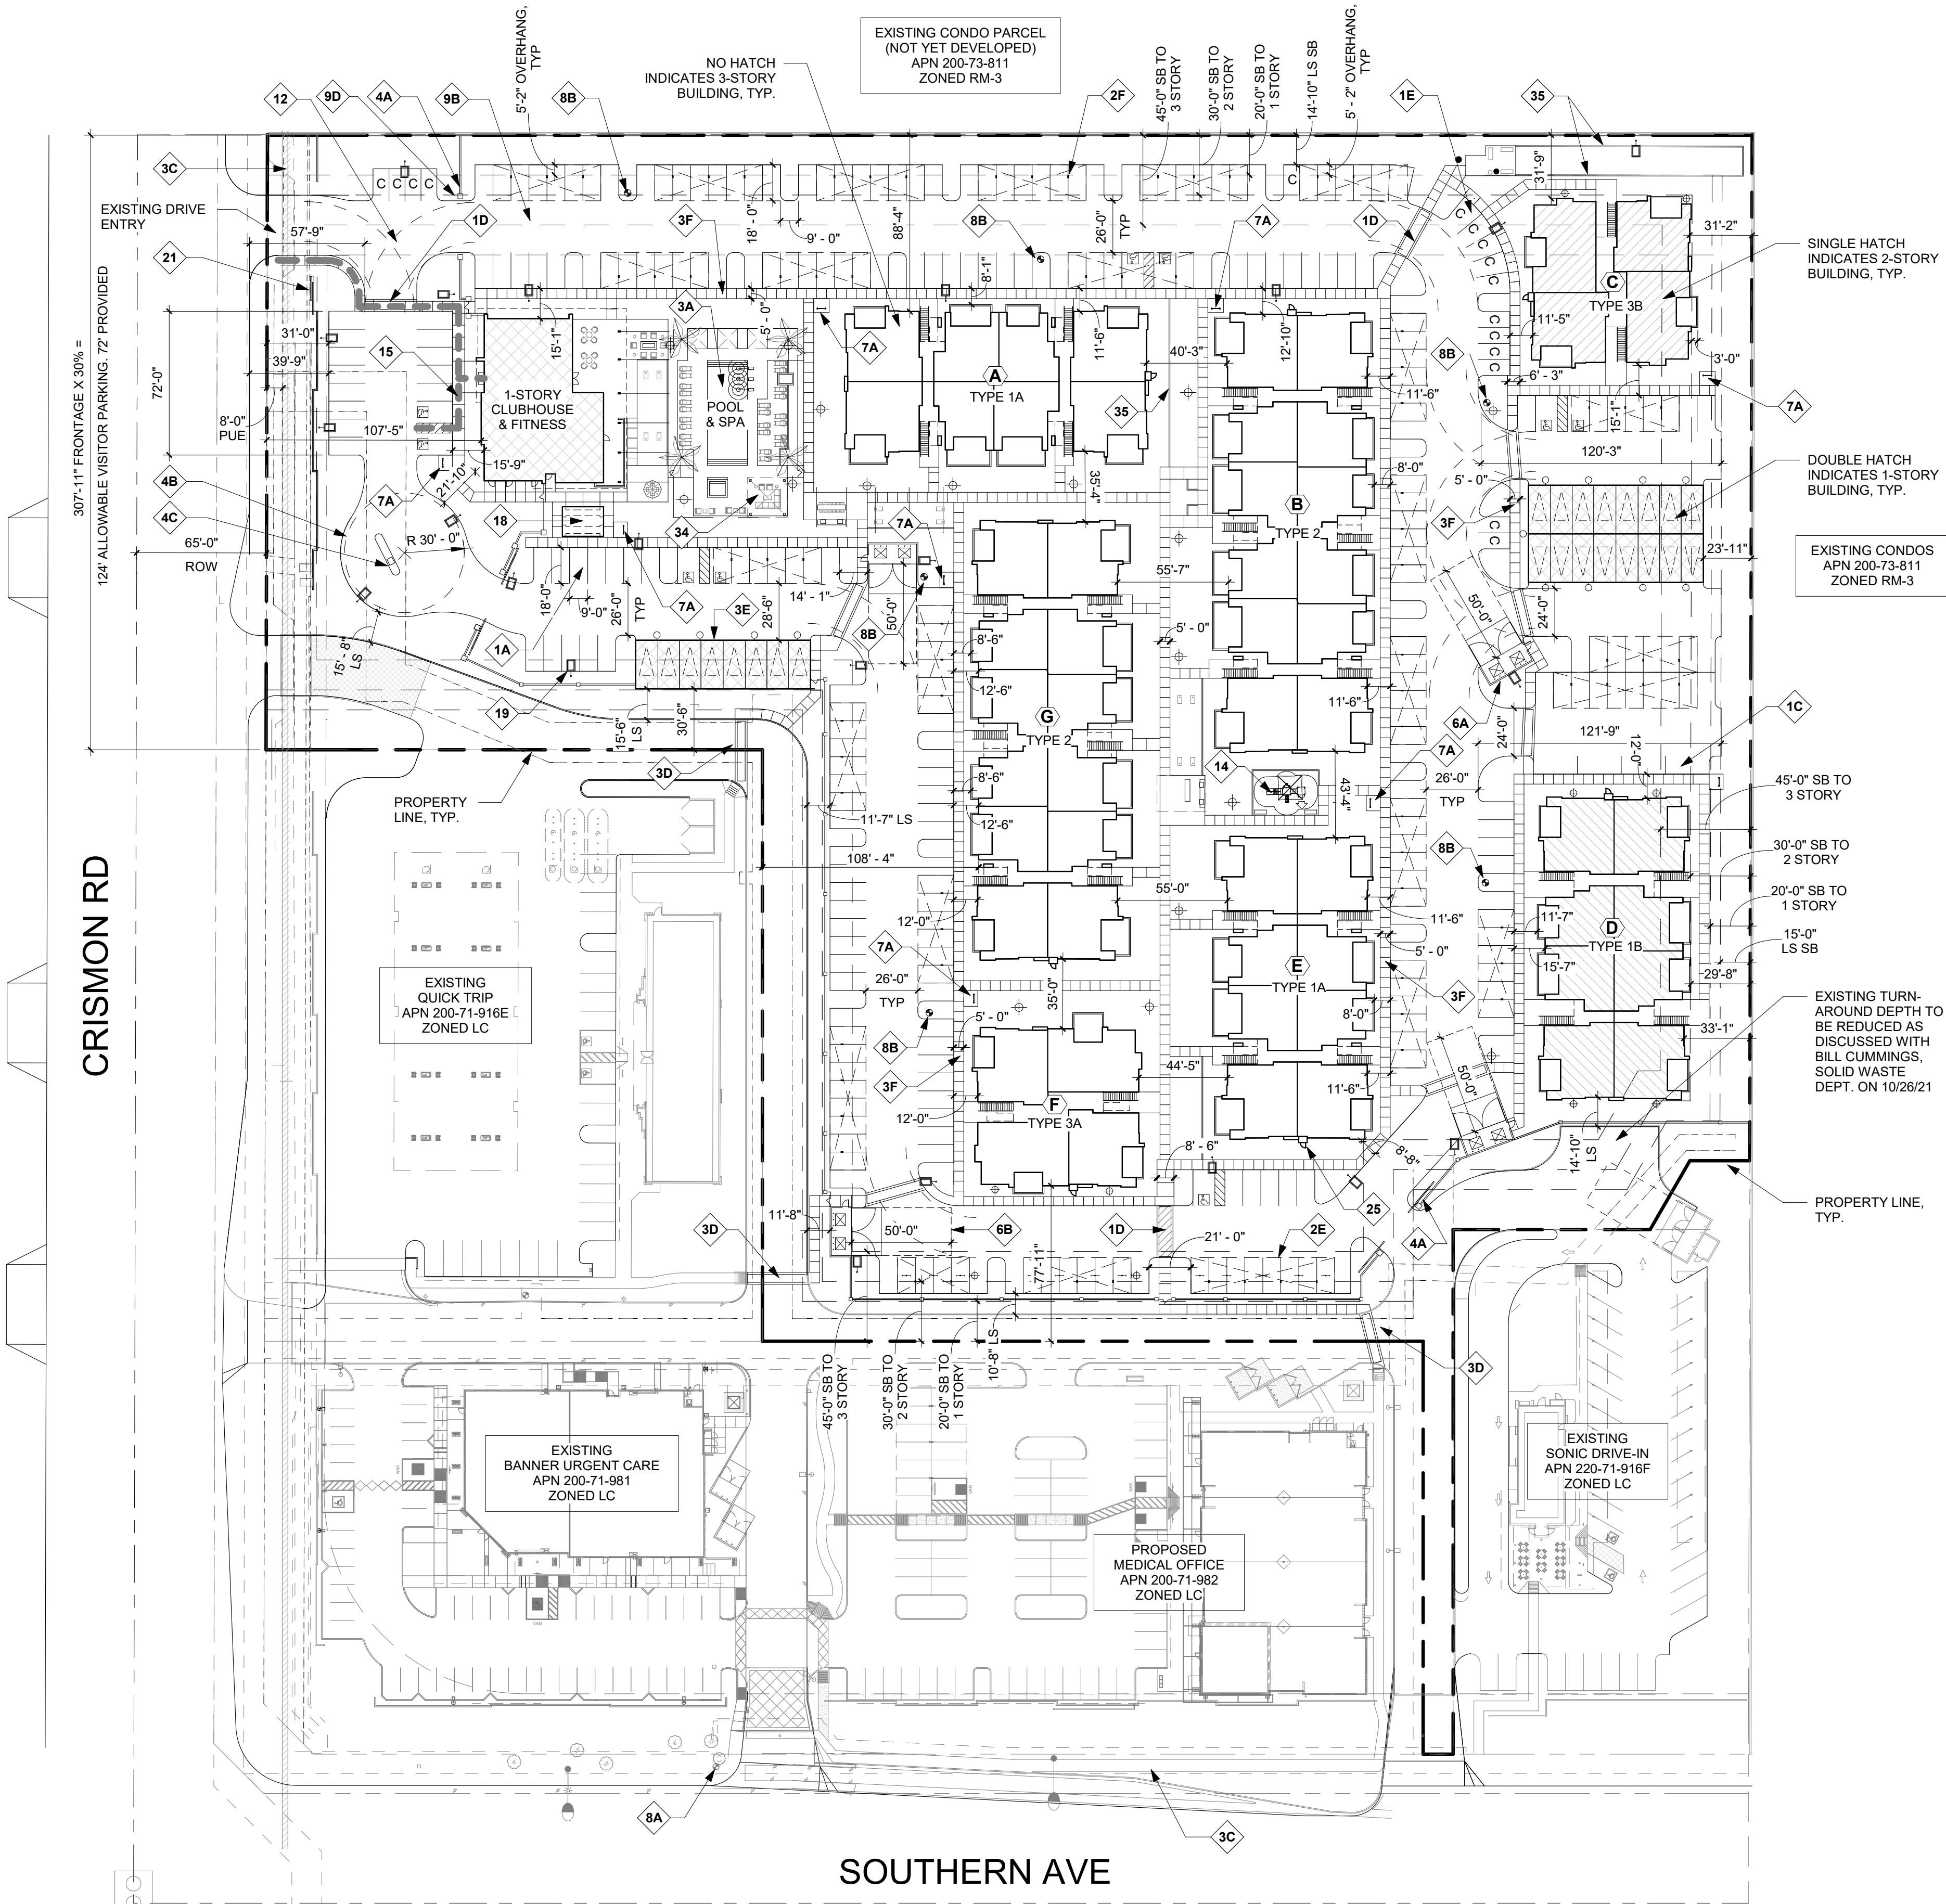 EXISTING CONDO PARCEL
(NOT YET DEVELOPED)
APN 200-73-811
ZONED RM-3
NO HATCH
INDICATES 3-STORY
BUILDING, TYP.
5'-2" OVERHANG,
TYP
45'-0" SB TO
3 STORY
30'-0" SB TO
2 STORY
20'-0" SB TO
1 STORY
14'-10" LS SB
5' - 2" OVERHANG,
TYP
12
9D
4A
9B
8B
2F
1E
35
3C
EXISTING DRIVE
ENTRY
57'-9"
21
1D
3F
18' - 0"
9' - 0"
88'-4"
8B
26'-0"
TYP
7A
1D
31'-9"
31'-2"
SINGLE HATCH
INDICATES 2-STORY
BUILDING, TYP.
C C C C
C
C
C
C
C
C
C
C
C
C
C
C
TYPE 3B
11'-5"
3'-0"
6' - 3"
15'-1"
7A
307'-11" FRONTAGE X 30% =
124' ALLOWABLE VISITOR PARKING. 72' PROVIDED
72'-0"
31'-0"
39'-9"
8'-0"
PUE
15
107'-5"
15'-9"
21'-10"
15'-1"
1-STORY
CLUBHOUSE
& FITNESS
3A
5' - 0"
POOL
& SPA
7A
8'-1"
A
TYPE 1A
11'-6"
40'-3"
35
12'-10"
11'-6"
8B
35'-4"
B
TYPE 2
8'-0"
120'-3"
5' - 0"
3F
DOUBLE HATCH
INDICATES 1-STORY
BUILDING, TYP.
23'-11"
EXISTING CONDOS
APN 200-73-811
ZONED RM-3
4B
4C
7A
18
34
7A
65'-0"
ROW
R 30' - 0"
18'-0"
9'-0"
26'-0"
TYP
7A
3E
28'-6"
14' - 1"
8B
50'-0"
55'-7"
5' - 0"
50'-0"
24'-0"
1A
15' - 8"
LS
19
15'-6"
LS
30'-6"
8'-6"
12'-6"
G
TYPE 2
8'-6"
12'-6"
11'-6"
6A
7A
24'-0"
121'-9"
1C
12'-0"
3D
PROPERTY
LINE, TYP.
14
43'-4"
26'-0"
TYP
45'-0" SB TO
3 STORY
30'-0" SB TO
2 STORY
20'-0" SB TO
1 STORY
15'-0"
LS SB
29'-8"
11'-7" LS
108' - 4"
8B
55'-0"
12'-0"
11'-6"
5' - 0"
E
TYPE 1A
8'-0"
3F
11'-7"
D
TYPE 1B
15'-7"
33'-1"
CRISMON RD
EXISTING
QUICK TRIP
APN 200-71-916E
ZONED LC
7A
26'-0"
TYP
35'-0"
5' - 0"
8B
3F
44'-5"
12'-0"
F
TYPE 3A
11'-6"
50'-0"
EXISTING TURN-
AROUND DEPTH TO
BE REDUCED AS
DISCUSSED WITH
BILL CUMMINGS,
SOLID WASTE
DEPT. ON 10/26/21
14'-10"
LS
8'-8"
8' - 6"
25
PROPERTY LINE,
TYP.
11'-8"
3D
50'-0"
6B
1D
2E
4A
21' - 0"
77'-11"
45'-0" SB TO
3 STORY
30'-0" SB TO
2 STORY
20'-0" SB TO
1 STORY
10'-8" LS
3D
EXISTING
BANNER URGENT CARE
APN 200-71-981
ZONED LC
PROPOSED
MEDICAL OFFICE
APN 200-71-982
ZONED LC
EXISTING
SONIC DRIVE-IN
APN 220-71-916F
ZONED LC
8A
3C
SOUTHERN AVE